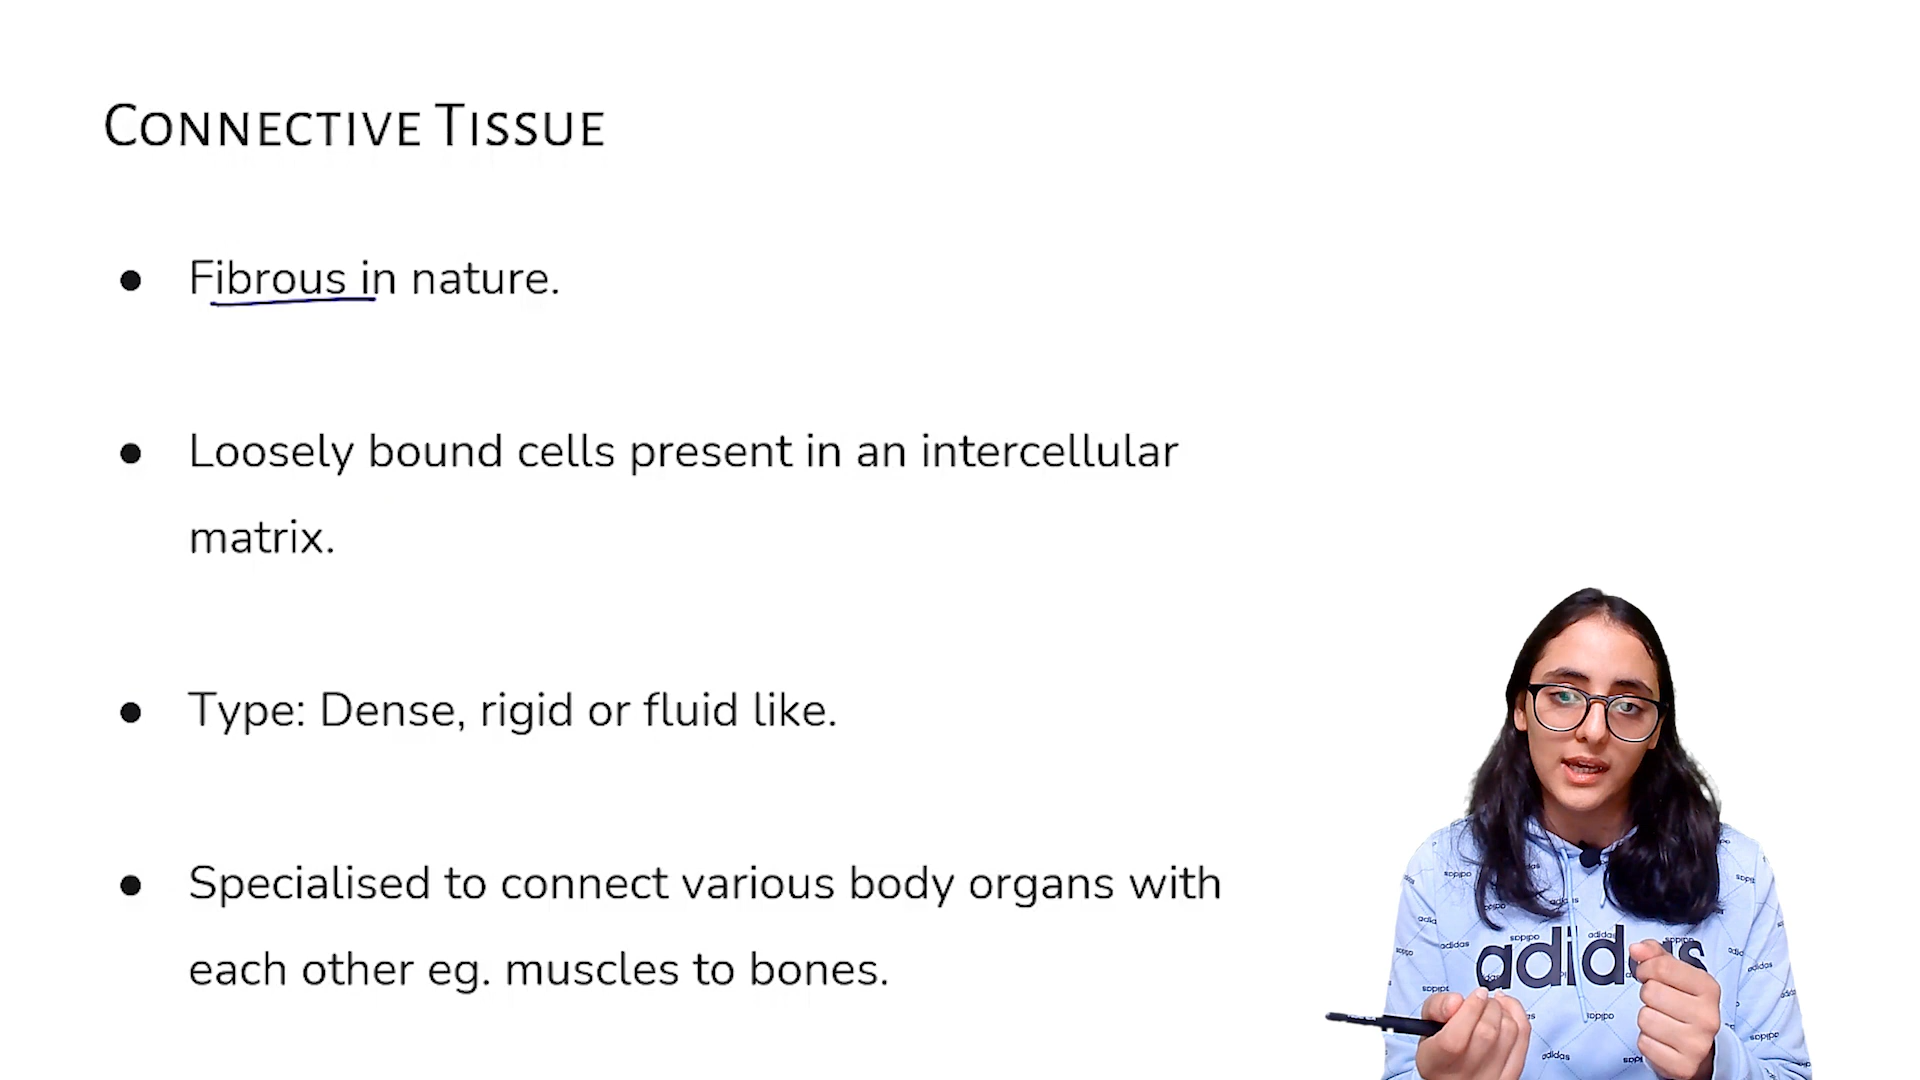 CONNECTIVE TISSUE
● Fibrous in nature.
● Loosely bound cells present in an intercellular
matrix.
● Type: Dense, rigid or fluid like.
● Specialised to connect various body organs with
each other eg. muscles to bones.
adidas